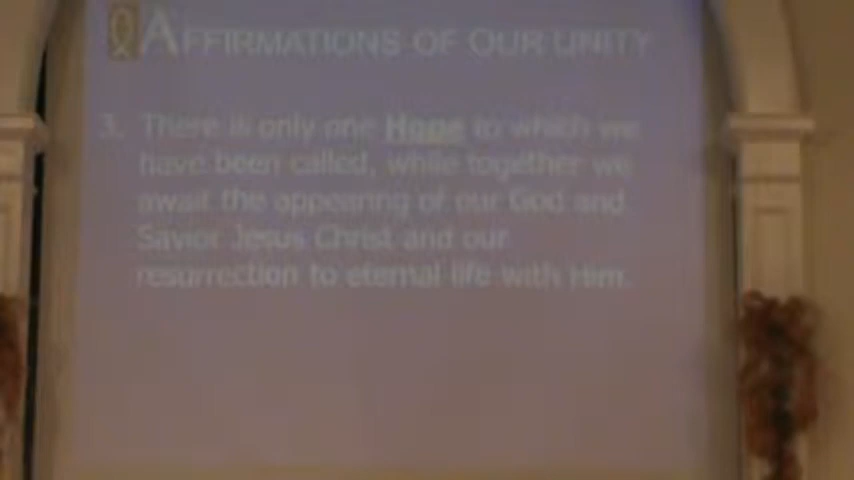 AFFIRMATIONS OF OUR UNITY
3. There is only one Hope to which we
have been called, while together we
await the appearing of our God and
Savior Jesus Christ and our
resurrection to eternal life with Him.